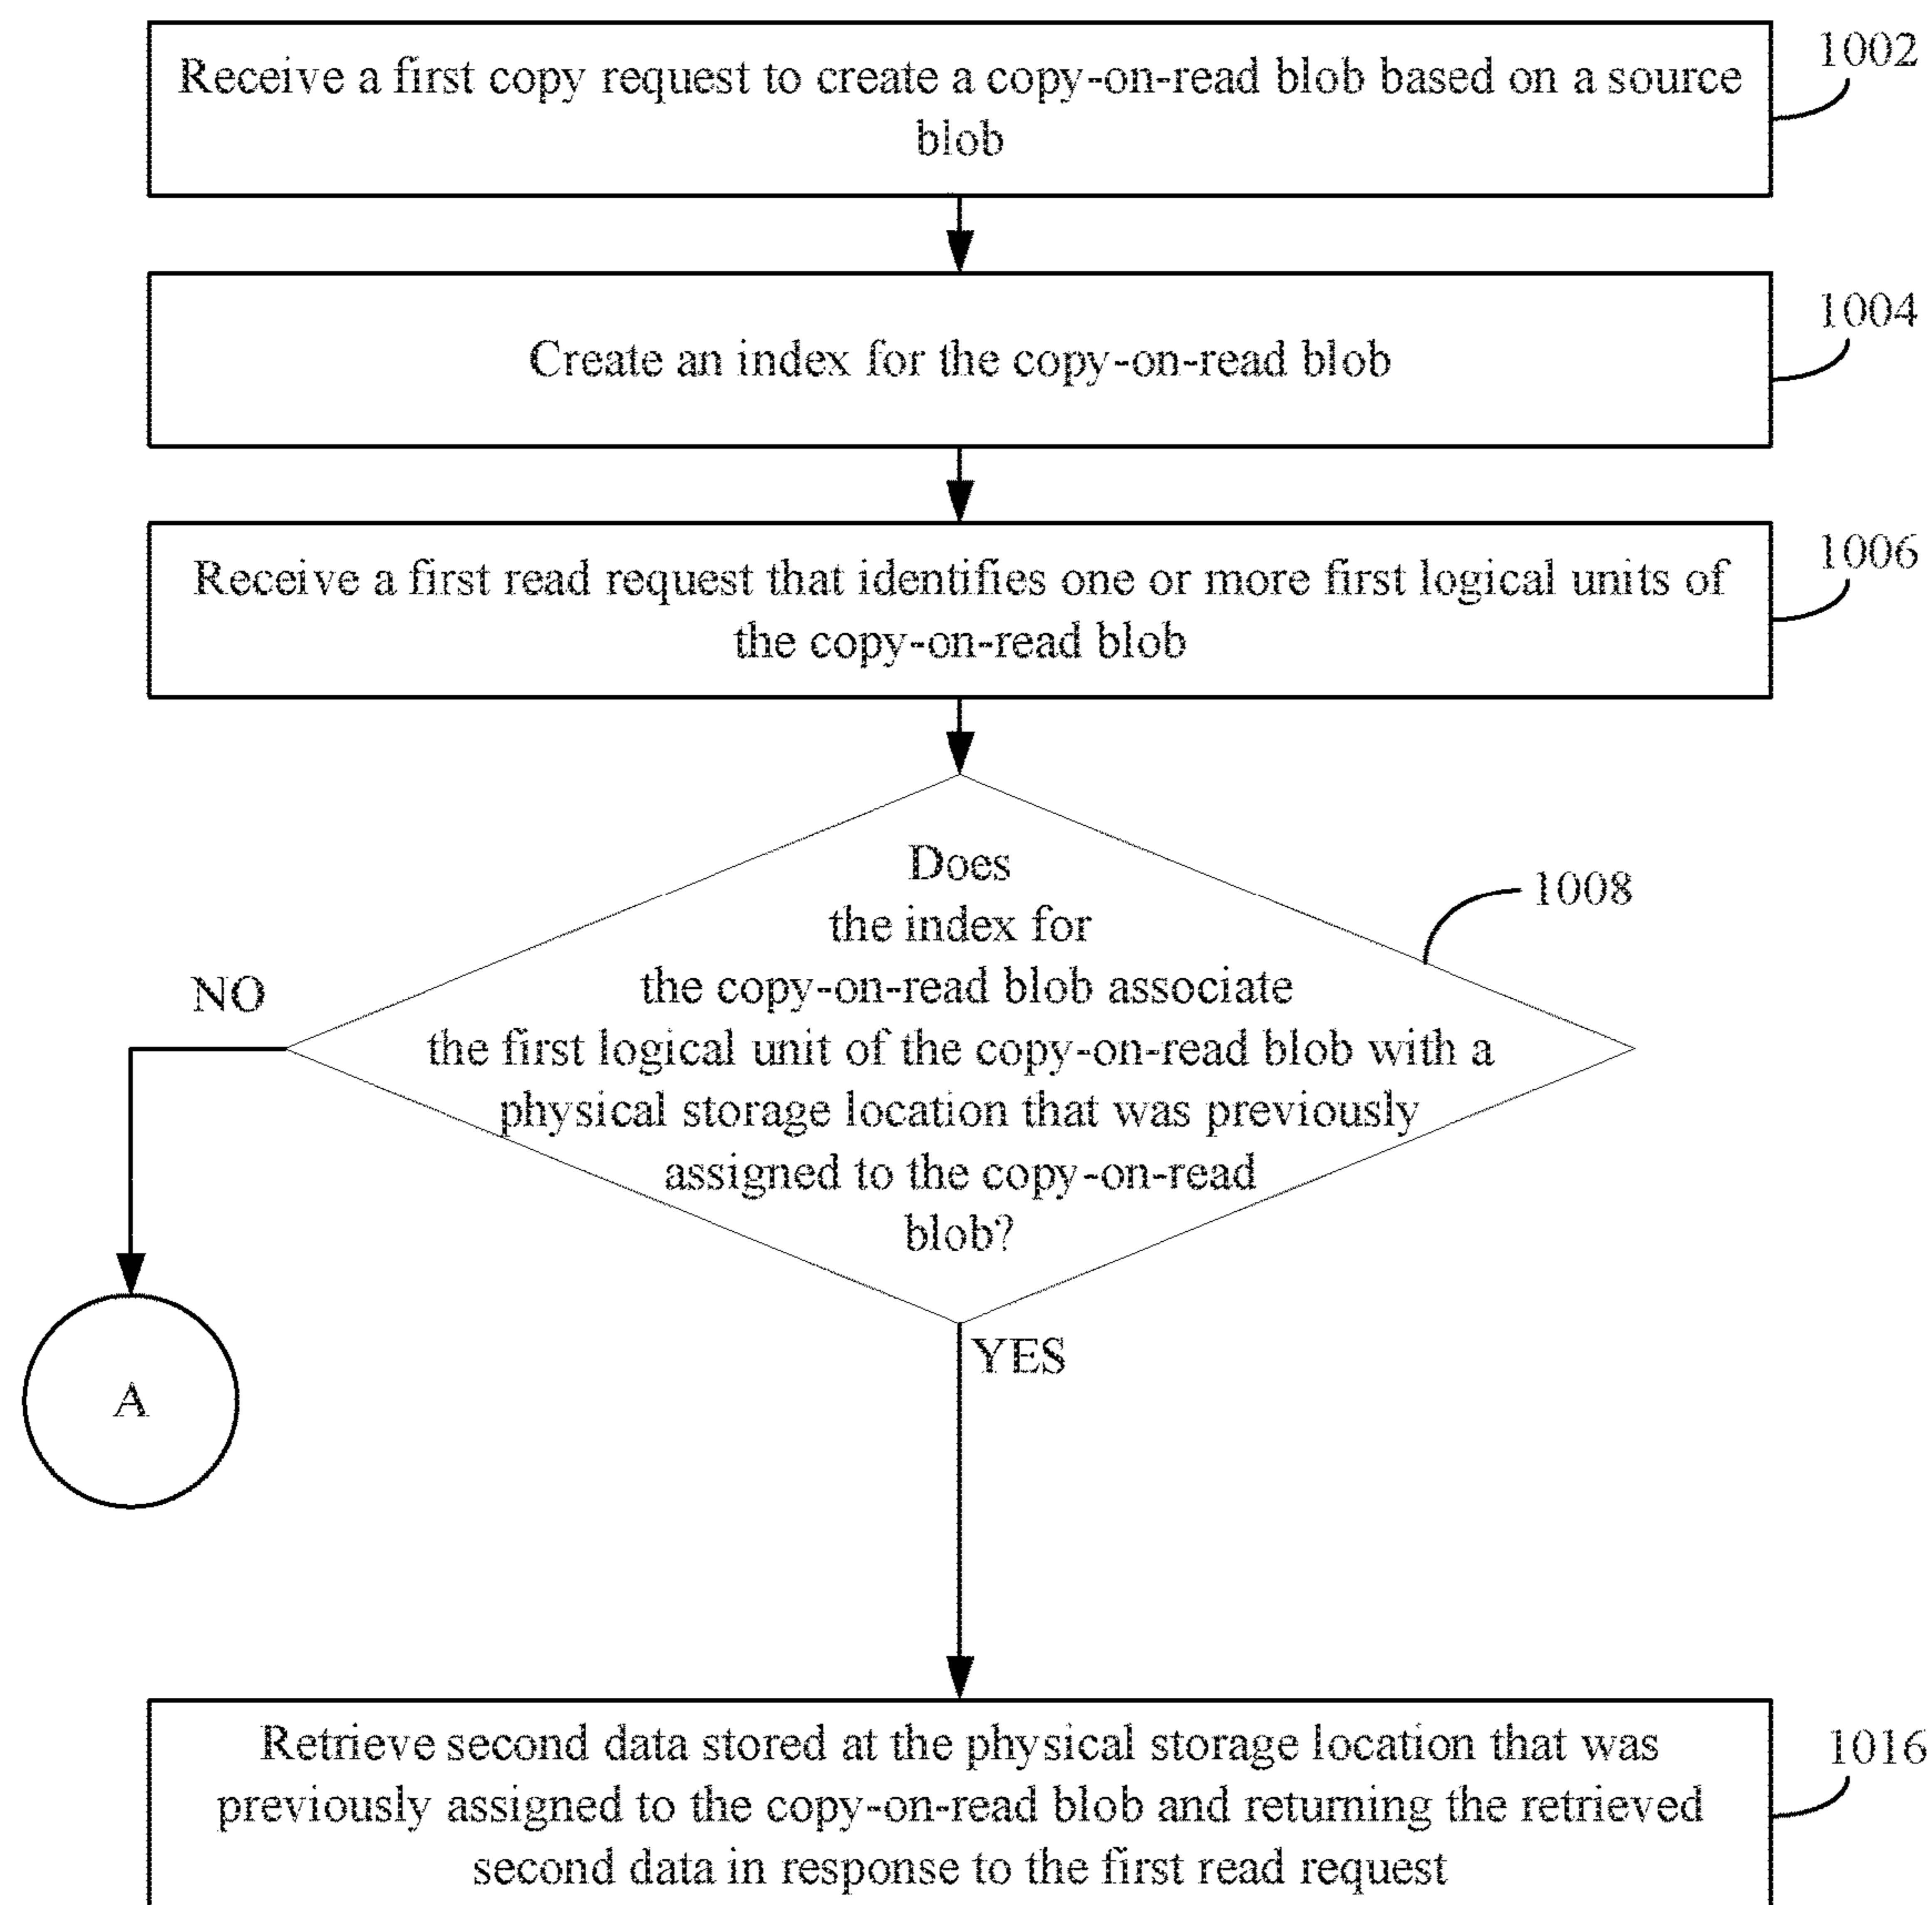 Receive a first copy request to create a copy-on-read blob based on a source
blob
1002
Create an index for the copy-on-read blob
1004
Receive a first read request that identifies one or more first logical units of
the copy-on-read blob
1006
Does
the index for
the copy-on-read blob associate
the first logical unit of the copy-on-read blob with a
physical storage location that was previously
assigned to the copy-on-read
blob?
1008
NO
A
YES
Retrieve second data stored at the physical storage location that was
previously assigned to the copy-on-read blob and returning the retrieved
second data in response to the first read request
1016